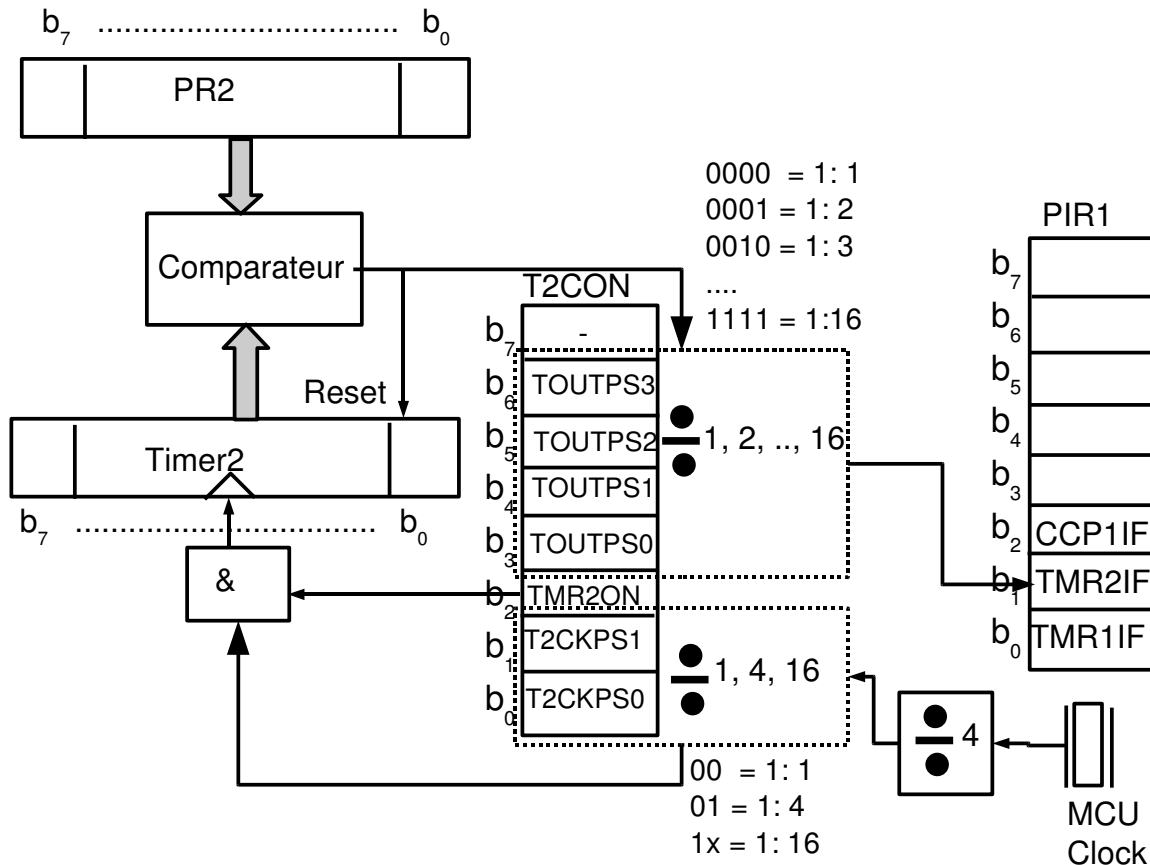 b7 .................................. b0
PR2
Comparateur
Reset
Timer2
b7 .................................. b0
&
T2CON
b7 -
b6 TOUTPS3
b5 TOUTPS2
b4 TOUTPS1
b3 TOUTPS0
b2 TMR2ON
b1 T2CKPS1
b0 T2CKPS0
0000 = 1: 1
0001 = 1: 2
0010 = 1: 3
....
1111 = 1:16
÷ 1, 2, .., 16
÷ 1, 4, 16
00 = 1: 1
01 = 1: 4
1x = 1: 16
÷ 4
MCU
Clock
PIR1
b7
b6
b5
b4
b3
b2 CCP1IF
b1 TMR2IF
b0 TMR1IF